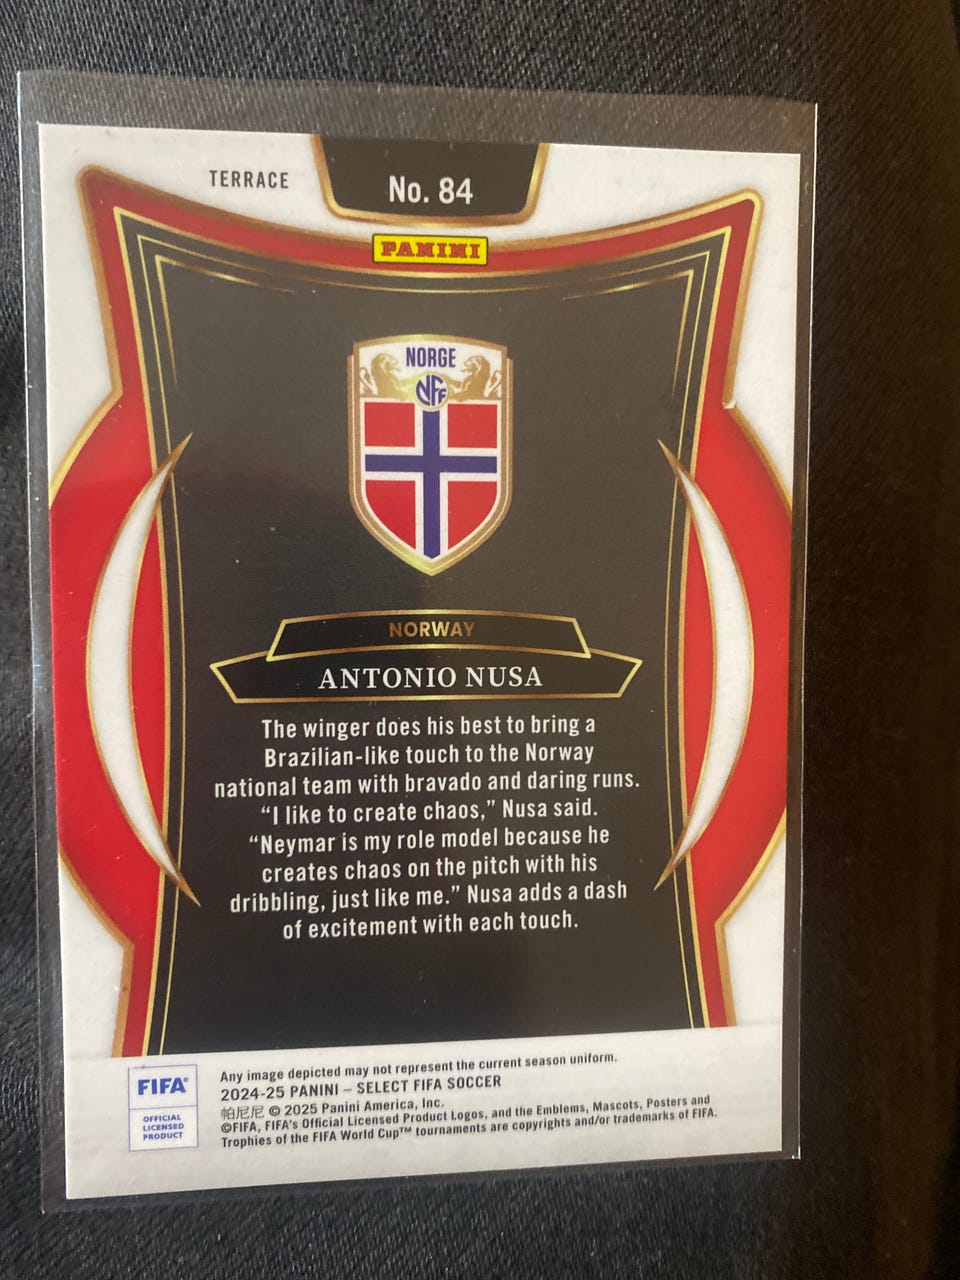 TERRACE
No. 84
PANINI
NORGE
NFF
NORWAY
ANTONIO NUSA
The winger does his best to bring a
Brazilian-like touch to the Norway
national team with bravado and daring runs.
“I like to create chaos,” Nusa said.
“Neymar is my role model because he
creates chaos on the pitch with his
dribbling, just like me.” Nusa adds a dash
of excitement with each touch.
FIFA®
OFFICIAL
LICENSED
PRODUCT
Any image depicted may not represent the current season uniform.
2024-25 PANINI – SELECT FIFA SOCCER
帕尼尼 © 2025 Panini America, Inc.
©FIFA, FIFA's Official Licensed Product Logos, and the Emblems, Mascots, Posters and
Trophies of the FIFA World Cup™ tournaments are copyrights and/or trademarks of FIFA.